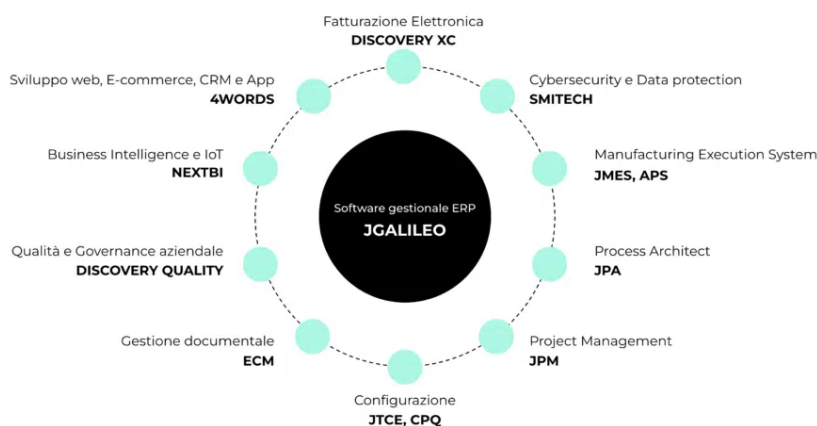 Fatturazione Elettronica
DISCOVERY XC
Cybersecurity e Data protection
SMITECH
Manufacturing Execution System
JMES, APS
Process Architect
JPA
Project Management
JPM
Configurazione
JTCE, CPQ
Gestione documentale
ECM
Qualità e Governance aziendale
DISCOVERY QUALITY
Business Intelligence e IoT
NEXTBI
Sviluppo web, E-commerce, CRM e App
4WORDS
Software gestionale ERP
JGALILEO